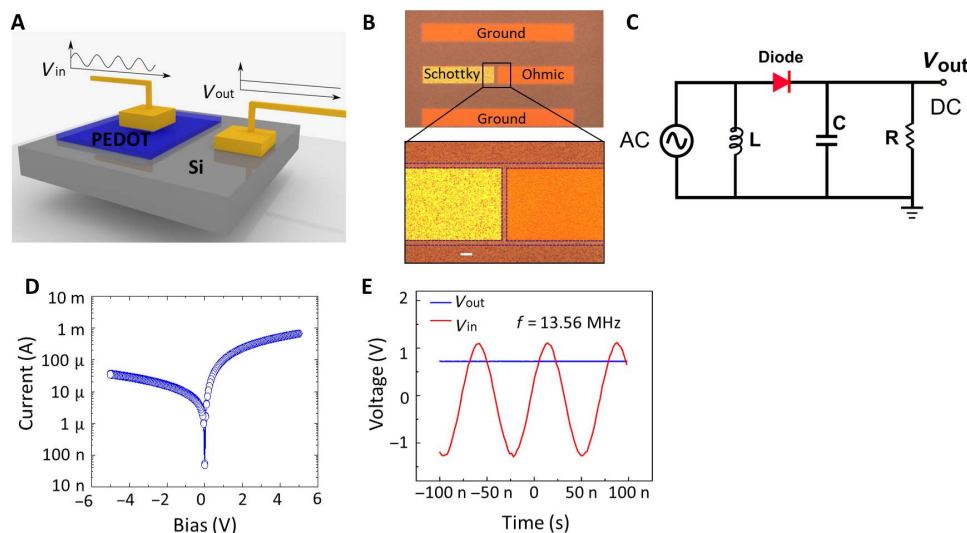 A
Vin
Vout
PEDOT
Si
B
Ground
Schottky
Ohmic
Ground
C
Diode
Vout
DC
AC
L
C
R
D
10 m
1 m
100 µ
10 µ
1 µ
100 n
10 n
Current (A)
−6 −4 −2 0 2 4 6
Bias (V)
E
Vout
Vin
f = 13.56 MHz
2
1
0
−1
Voltage (V)
−100 n −50 n 0 50 n 100 n
Time (s)